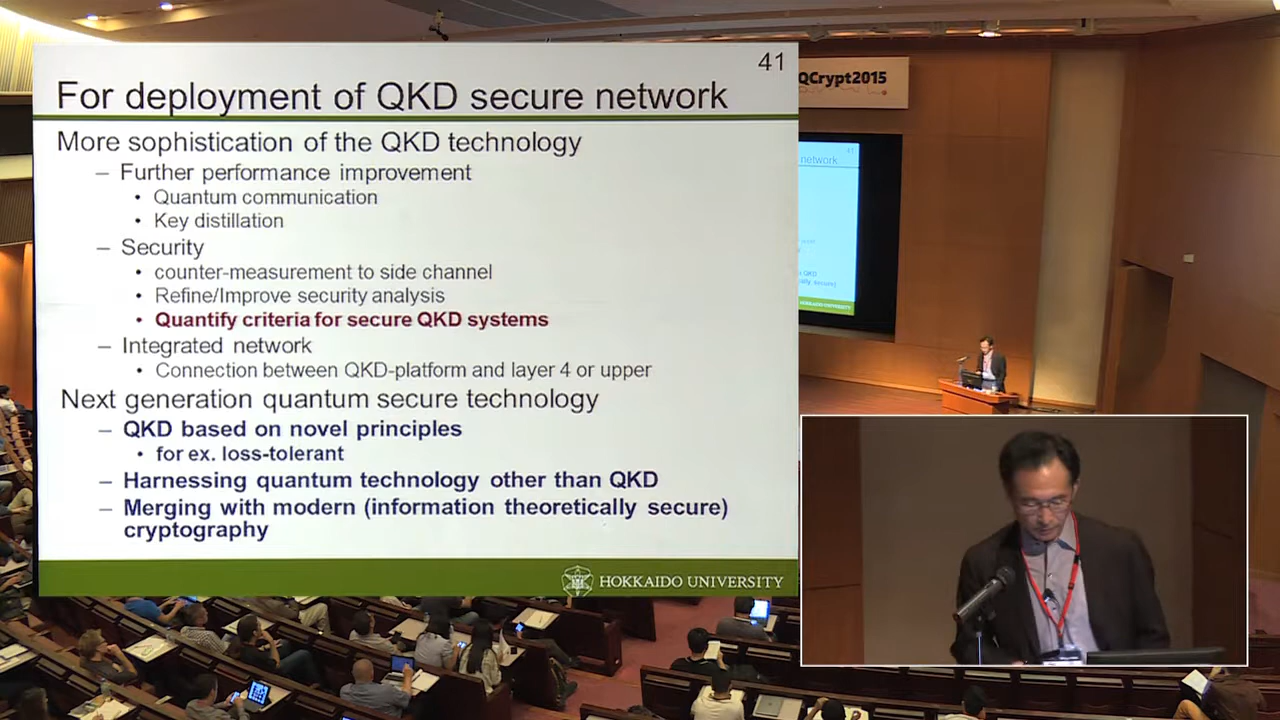 41
For deployment of QKD secure network
More sophistication of the QKD technology
– Further performance improvement
• Quantum communication
• Key distillation
– Security
• counter-measurement to side channel
• Refine/Improve security analysis
• Quantify criteria for secure QKD systems
– Integrated network
• Connection between QKD-platform and layer 4 or upper
Next generation quantum secure technology
– QKD based on novel principles
• for ex. loss-tolerant
– Harnessing quantum technology other than QKD
– Merging with modern (information theoretically secure)
cryptography
HOKKAIDO UNIVERSITY
QCrypt2015
network
HOKKAIDO UNIVERSITY